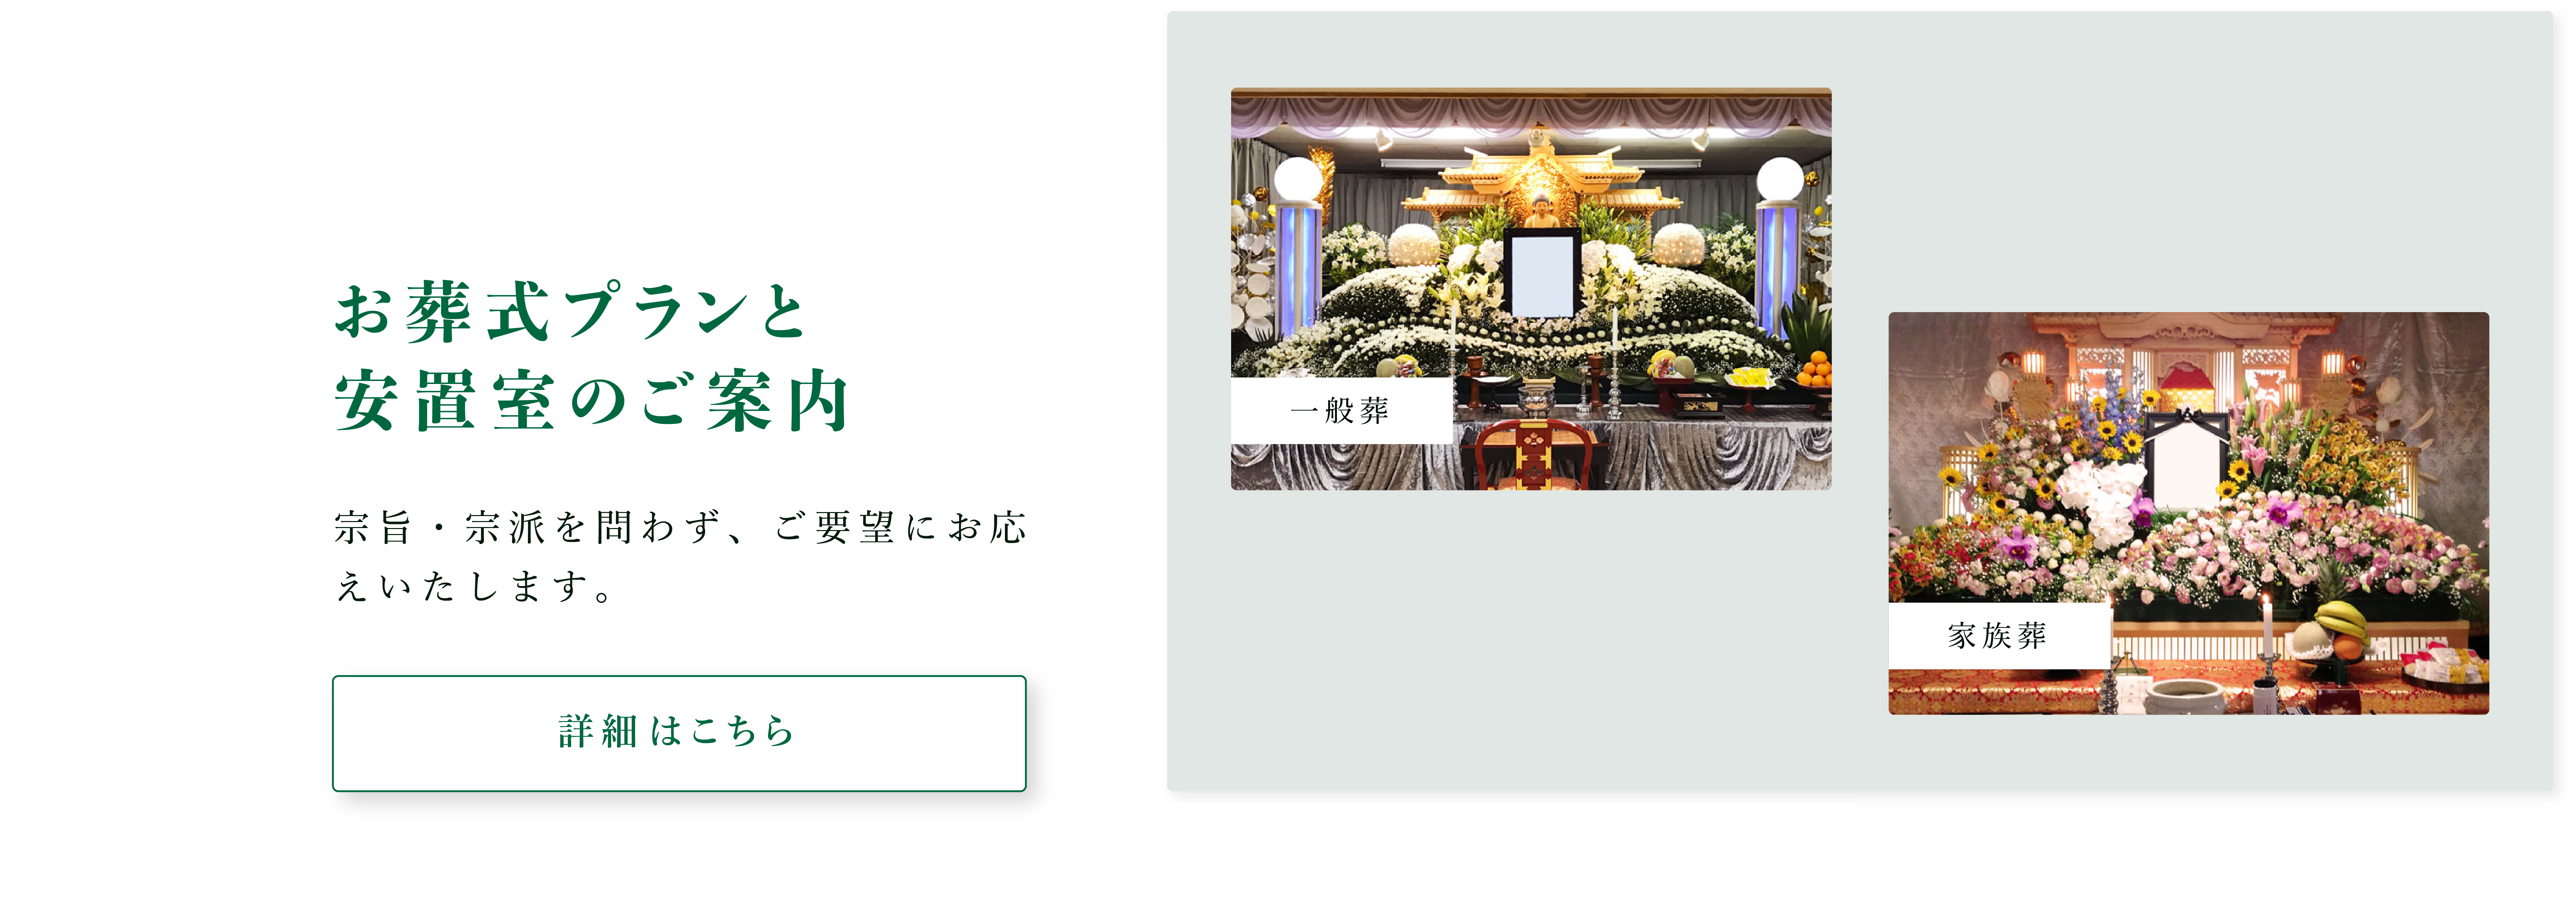 お葬式プランと
安置室のご案内
宗旨・宗派を問わず、ご要望にお応
えいたします。
詳細はこちら
一般葬
家族葬